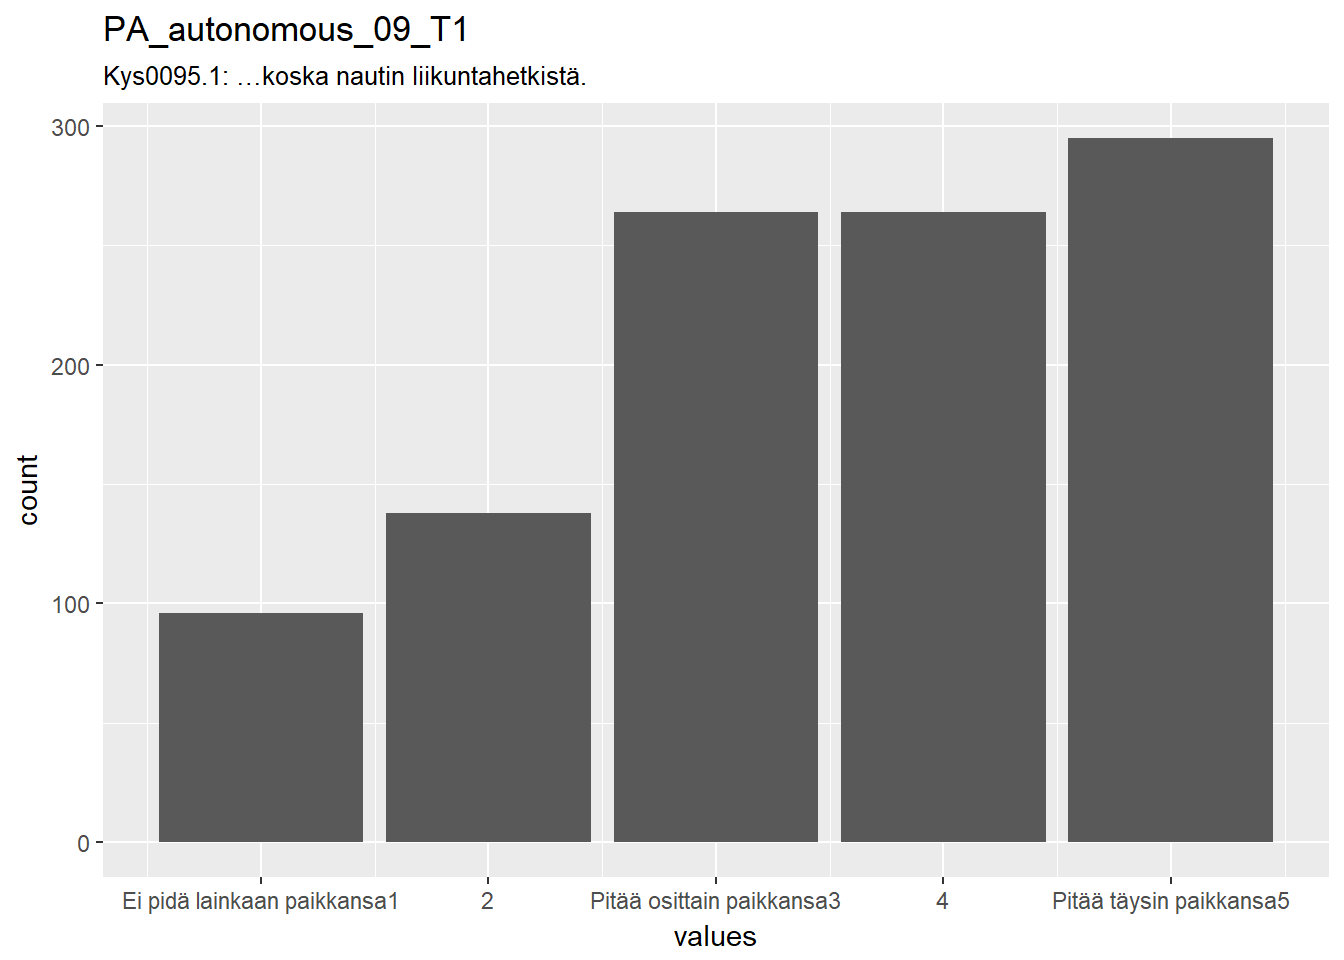 PA_autonomous_09_T1
Kys0095.1: …koska nautin liikuntahetkistä.
300
200
100
0
count
Ei pidä lainkaan paikkansa1
2
Pitää osittain paikkansa3
4
Pitää täysin paikkansa5
values